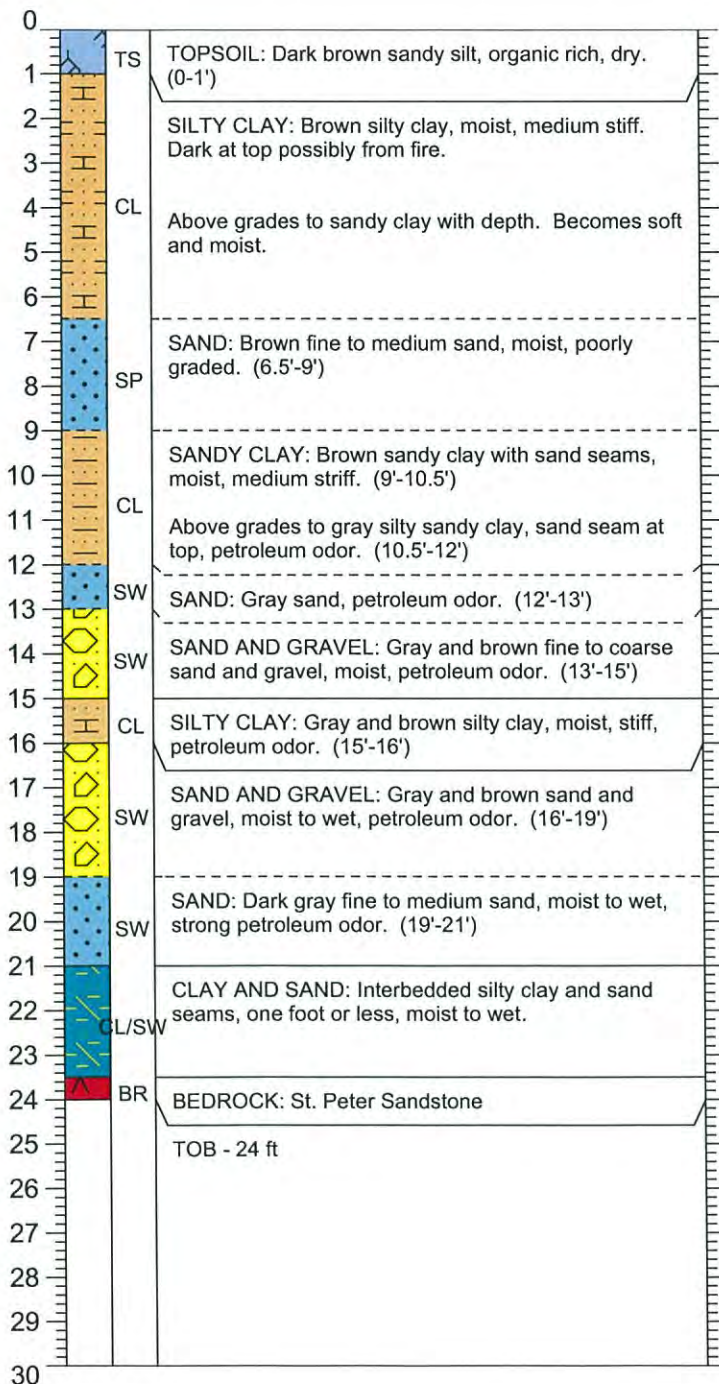 0
TS
TOPSOIL: Dark brown sandy silt, organic rich, dry.
(0-1')
1
2
SILTY CLAY: Brown silty clay, moist, medium stiff.
Dark at top possibly from fire.
3
4
CL
Above grades to sandy clay with depth. Becomes soft
and moist.
5
6
7
SAND: Brown fine to medium sand, moist, poorly
graded. (6.5'-9')
8
SP
9
SANDY CLAY: Brown sandy clay with sand seams,
moist, medium striff. (9'-10.5')
10
CL
11
Above grades to gray silty sandy clay, sand seam at
top, petroleum odor. (10.5'-12')
12
SW
SAND: Gray sand, petroleum odor. (12'-13')
13
14
SW
SAND AND GRAVEL: Gray and brown fine to coarse
sand and gravel, moist, petroleum odor. (13'-15')
15
CL
SILTY CLAY: Gray and brown silty clay, moist, stiff,
petroleum odor. (15'-16')
16
17
SAND AND GRAVEL: Gray and brown sand and
gravel, moist to wet, petroleum odor. (16'-19')
SW
18
19
SAND: Dark gray fine to medium sand, moist to wet,
strong petroleum odor. (19'-21')
20
SW
21
22
CLAY AND SAND: Interbedded silty clay and sand
seams, one foot or less, moist to wet.
CL/SW
23
24
BR
BEDROCK: St. Peter Sandstone
25
TOB - 24 ft
26
27
28
29
30